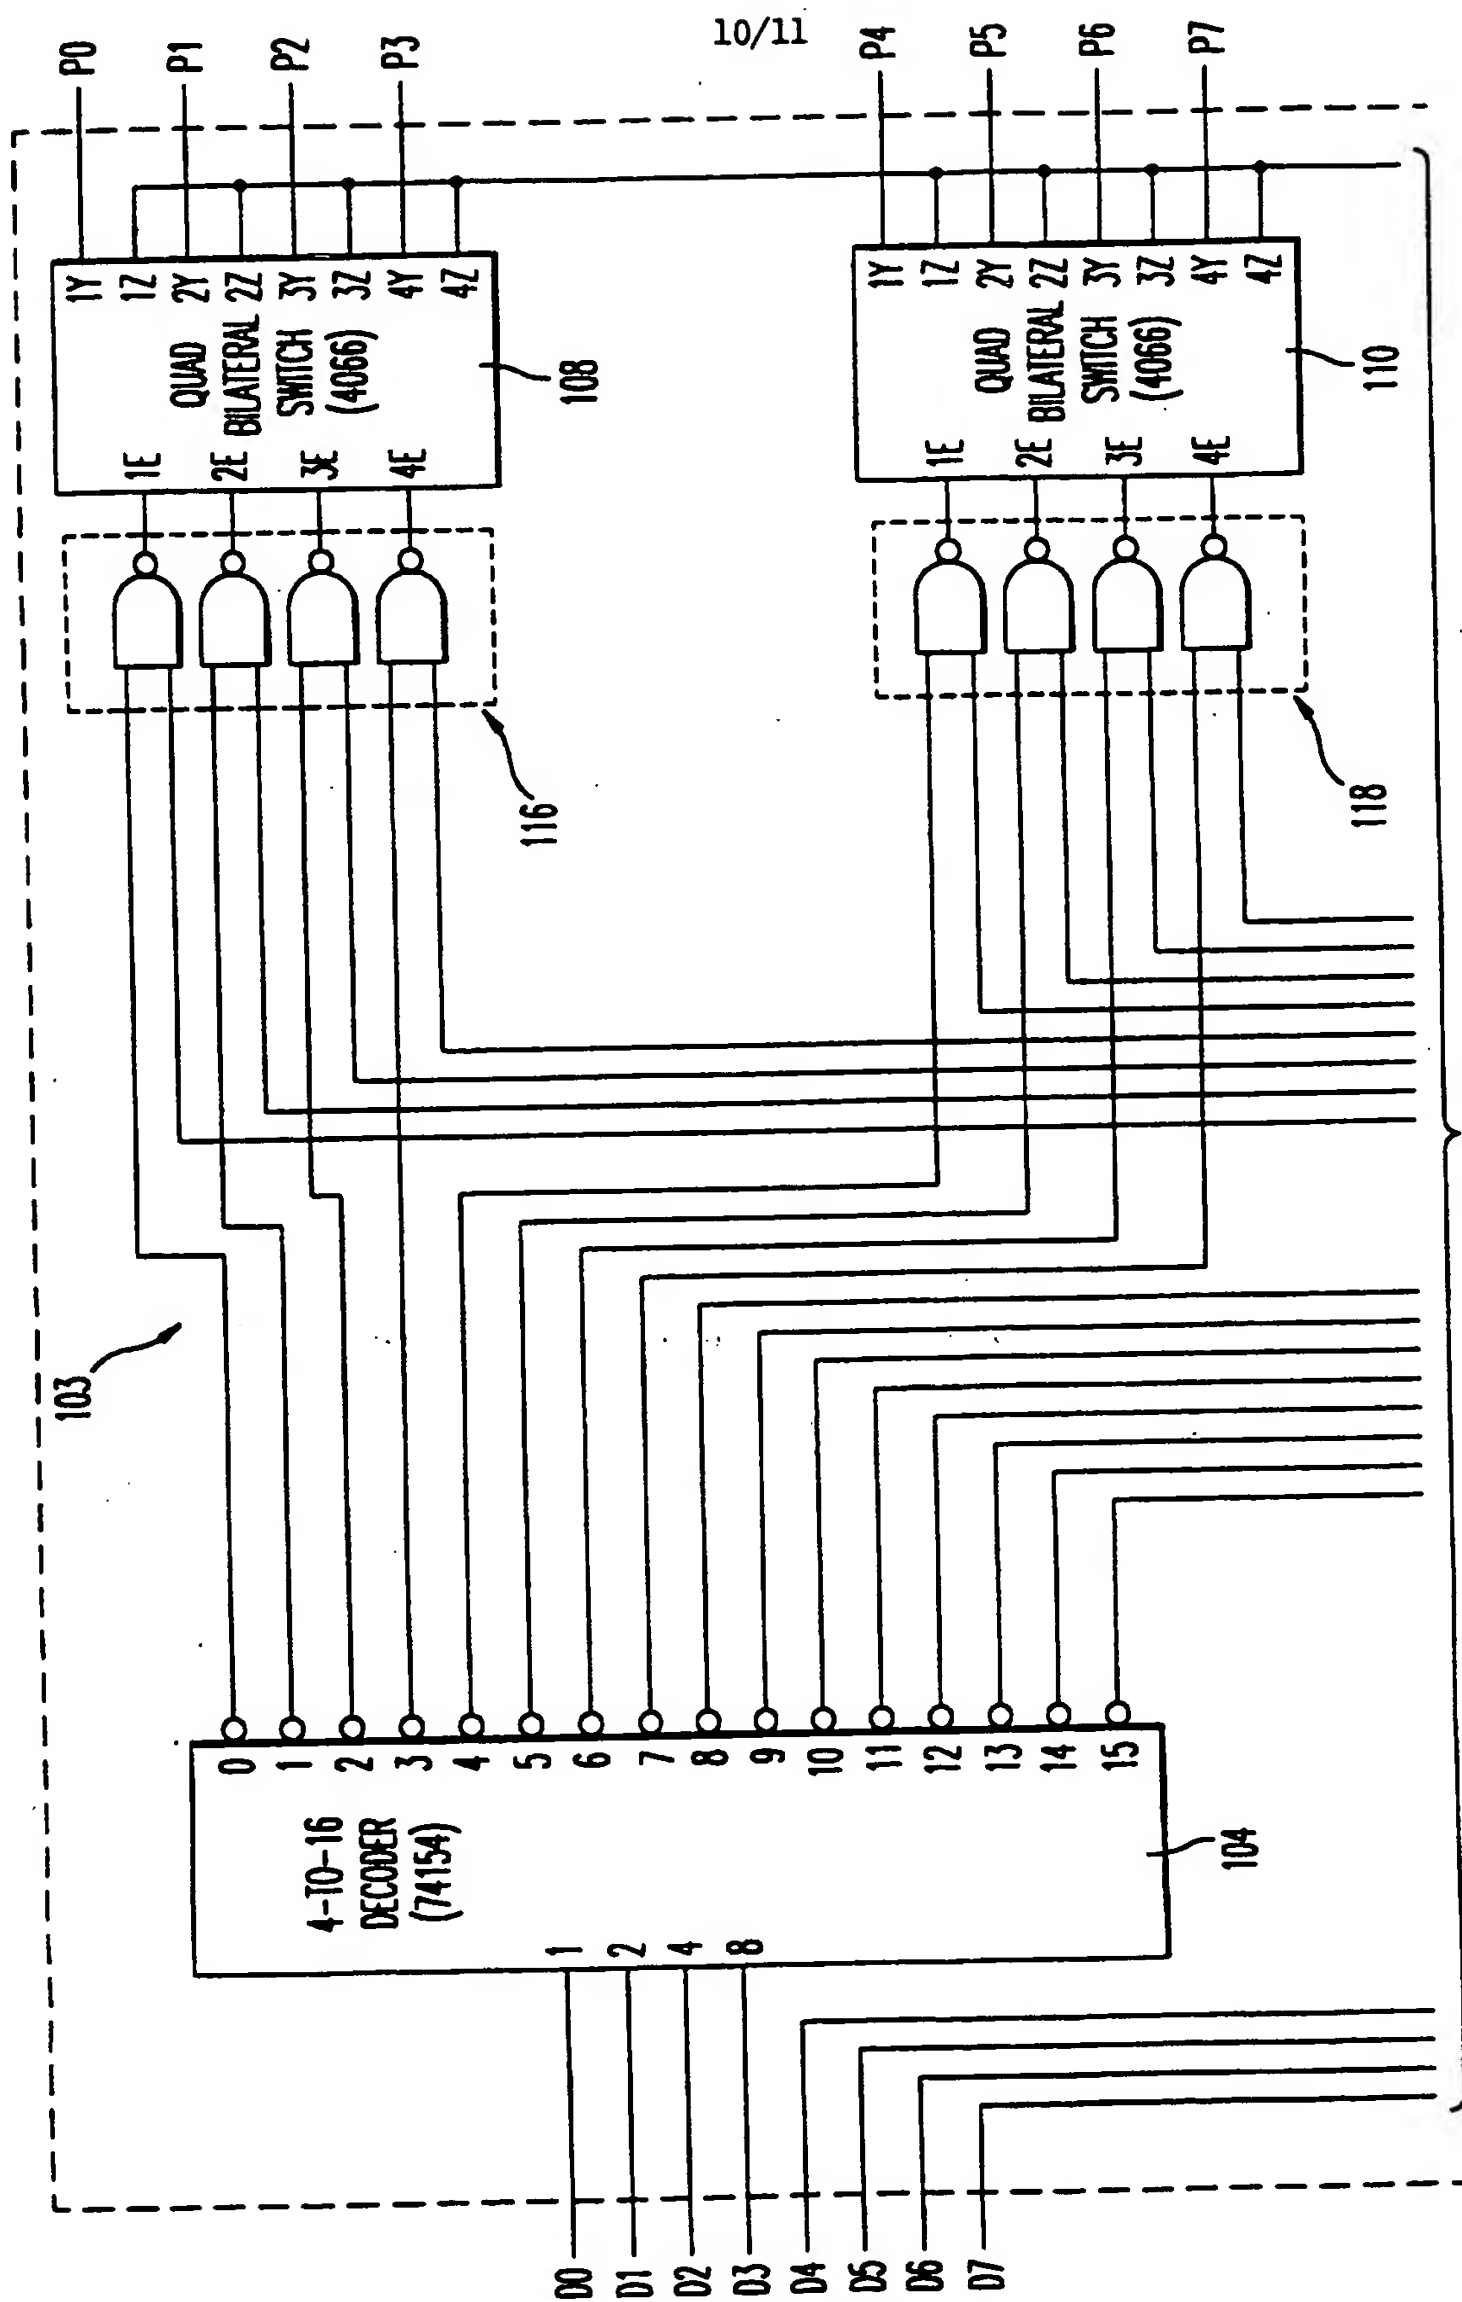 10/11
103
D0
D1
D2
D3
D4
D5
D6
D7
1
2
4
8
4-TO-16
DECODER
(74154)
104
0
1
2
3
4
5
6
7
8
9
10
11
12
13
14
15
116
1E
2E
3E
4E
QUAD
BILATERAL
SWITCH
(4066)
108
1Y
1Z
2Y
2Z
3Y
3Z
4Y
4Z
P0
P1
P2
P3
118
1E
2E
3E
4E
QUAD
BILATERAL
SWITCH
(4066)
110
1Y
1Z
2Y
2Z
3Y
3Z
4Y
4Z
P4
P5
P6
P7